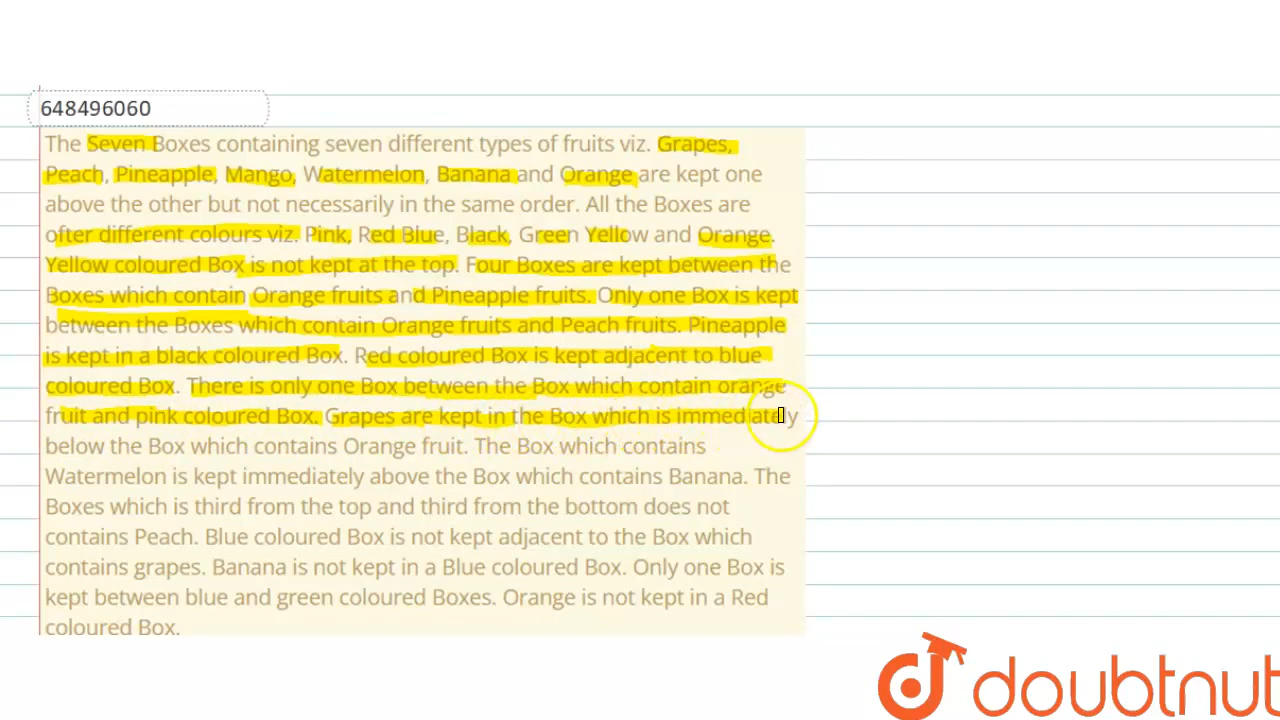 648496060
The Seven Boxes containing seven different types of fruits viz. Grapes,
Peach, Pineapple, Mango, Watermelon, Banana and Orange are kept one
above the other but not necessarily in the same order. All the Boxes are
ofter different colours viz. Pink, Red Blue, Black, Green Yellow and Orange.
Yellow coloured Box is not kept at the top. Four Boxes are kept between the
Boxes which contain Orange fruits and Pineapple fruits. Only one Box is kept
between the Boxes which contain Orange fruits and Peach fruits. Pineapple
is kept in a black coloured Box. Red coloured Box is kept adjacent to blue
coloured Box. There is only one Box between the Box which contain orange
fruit and pink coloured Box. Grapes are kept in the Box which is immediately
below the Box which contains Orange fruit. The Box which contains
Watermelon is kept immediately above the Box which contains Banana. The
Boxes which is third from the top and third from the bottom does not
contains Peach. Blue coloured Box is not kept adjacent to the Box which
contains grapes. Banana is not kept in a Blue coloured Box. Only one Box is
kept between blue and green coloured Boxes. Orange is not kept in a Red
coloured Box.
doubtnut